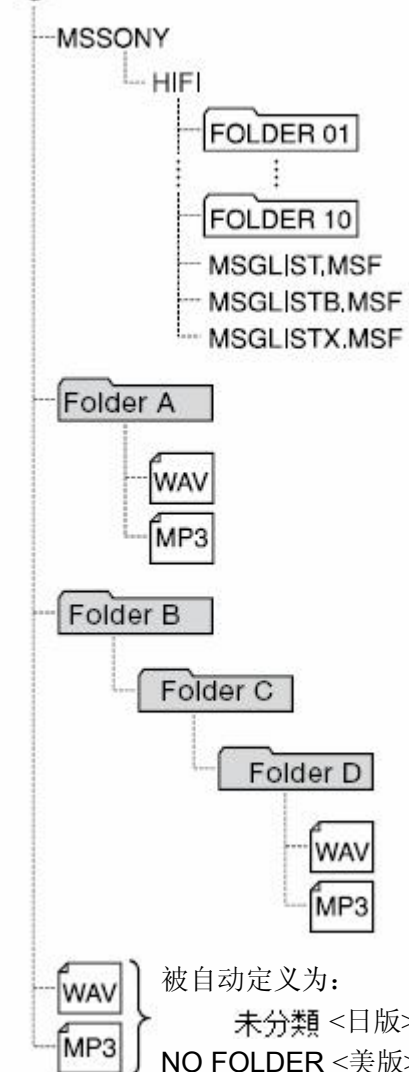 MSSONY
HIFI
FOLDER 01
FOLDER 10
MSGLIST.MSF
MSGLISTB.MSF
MSGLISTX.MSF
Folder A
WAV
MP3
Folder B
Folder C
Folder D
WAV
MP3
WAV
MP3
被自动定义为：
未分類 <日版>
NO FOLDER <美版>